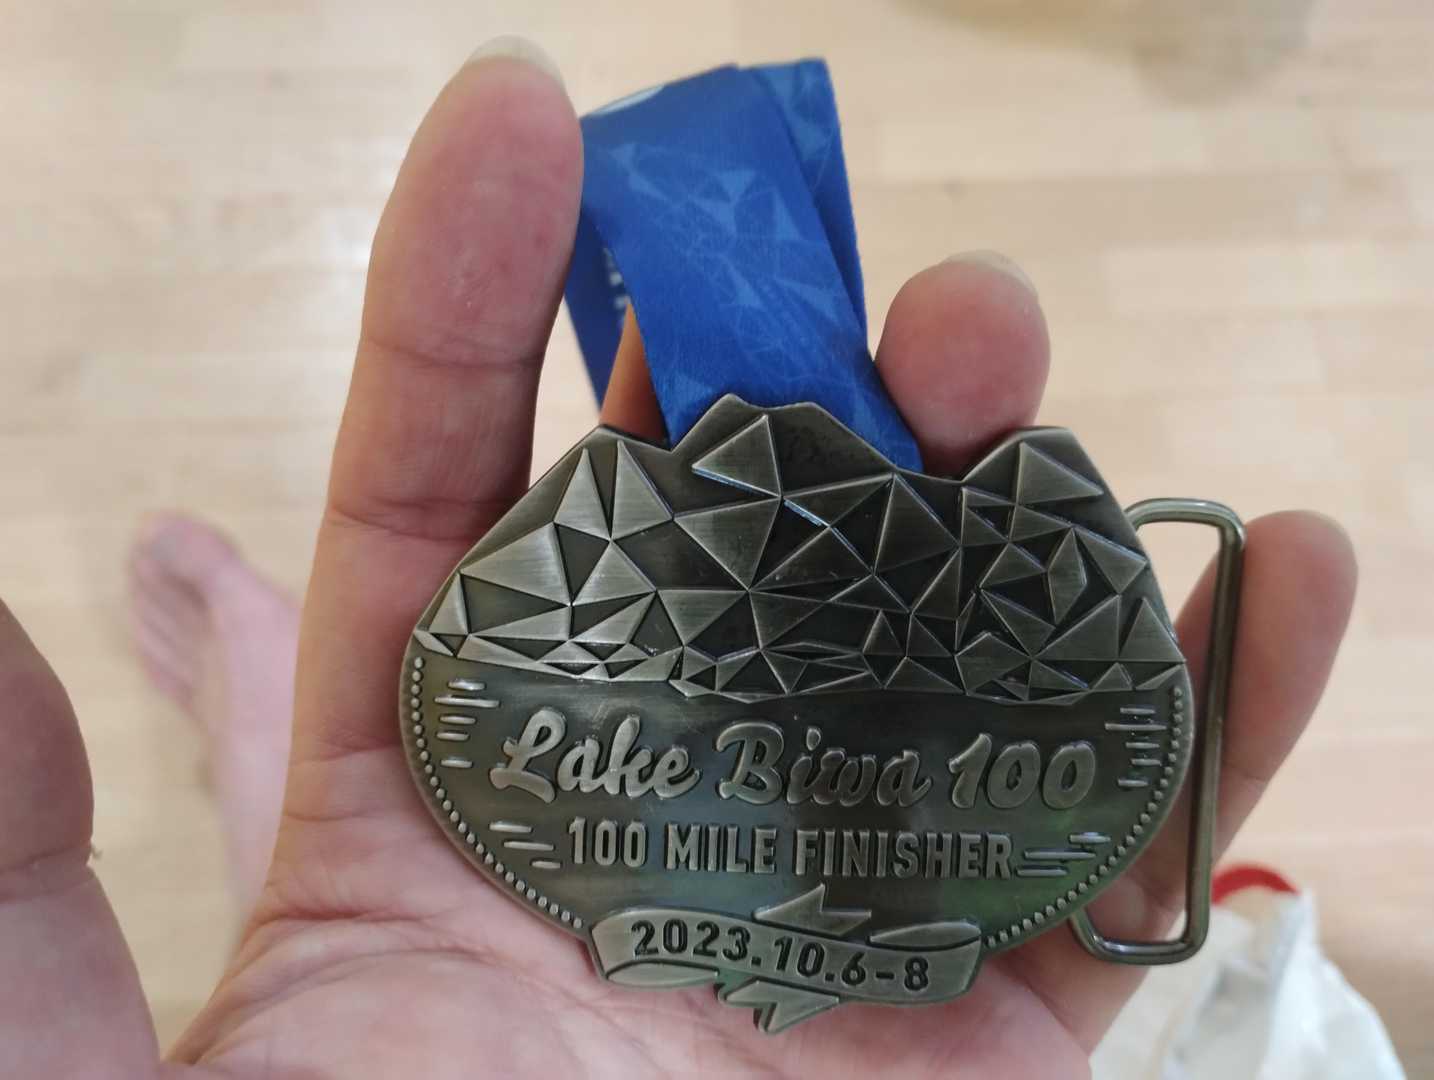 Lake Biwa 100
100 MILE FINISHER
2023.10.6-8